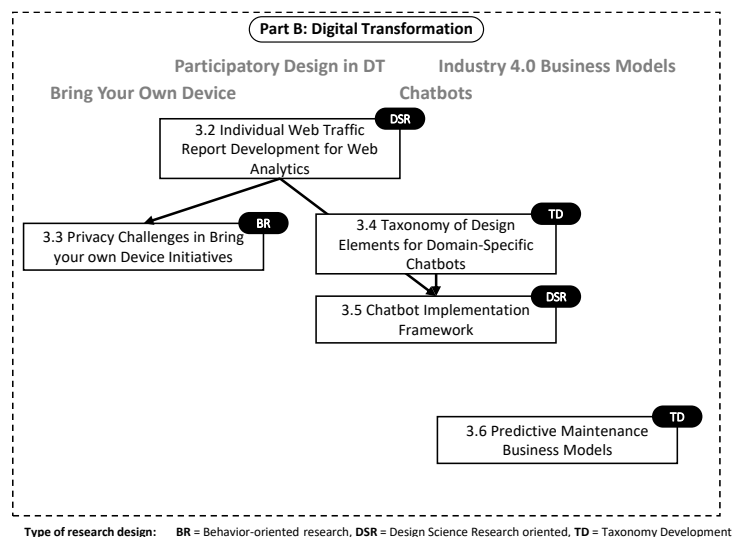 Part B: Digital Transformation
Participatory Design in DT
Industry 4.0 Business Models
Bring Your Own Device
Chatbots
DSR
3.2 Individual Web Traffic
Report Development for Web
Analytics
BR
3.3 Privacy Challenges in Bring
your own Device Initiatives
TD
3.4 Taxonomy of Design
Elements for Domain-Specific
Chatbots
DSR
3.5 Chatbot Implementation
Framework
TD
3.6 Predictive Maintenance
Business Models
Type of research design: BR = Behavior-oriented research, DSR = Design Science Research oriented, TD = Taxonomy Development